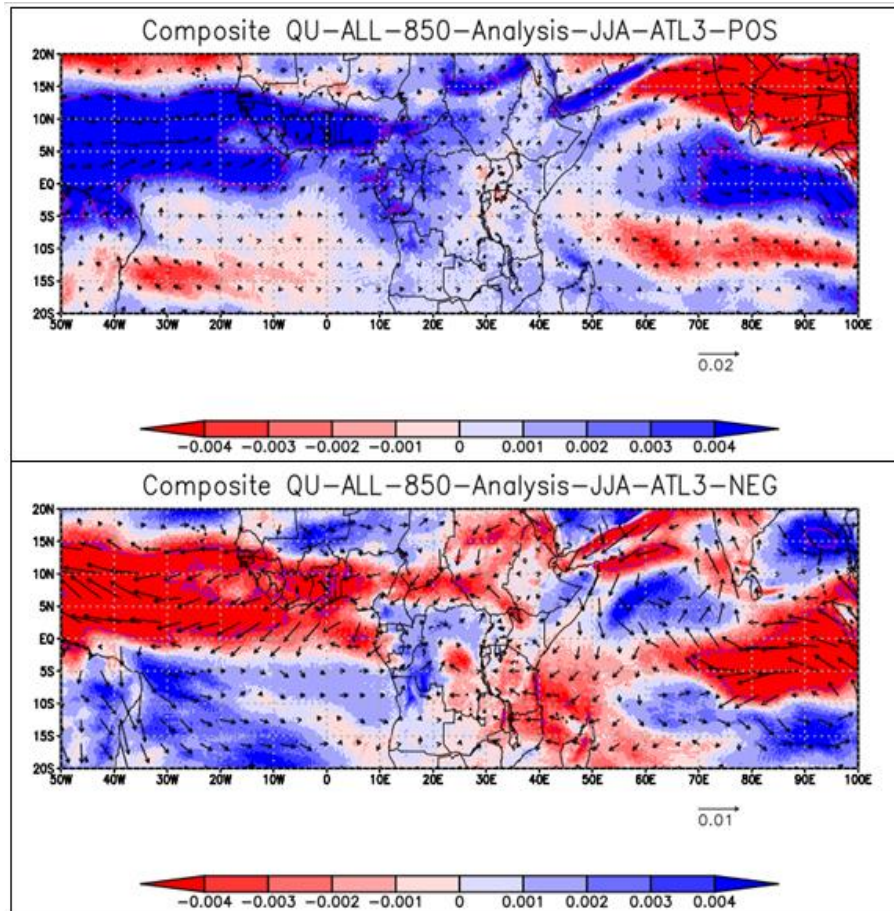 Composite QU-ALL-850-Analysis-JJA-ATL3-POS
20N
15N
10N
5N
EQ
5S
10S
15S
20S
50W 40W 30W 20W 10W 0 10E 20E 30E 40E 50E 60E 70E 80E 90E 100E
0.02
-0.004 -0.003 -0.002 -0.001 0 0.001 0.002 0.003 0.004
Composite QU-ALL-850-Analysis-JJA-ATL3-NEG
20N
15N
10N
5N
EQ
5S
10S
15S
20S
50W 40W 30W 20W 10W 0 10E 20E 30E 40E 50E 60E 70E 80E 90E 100E
0.01
-0.004 -0.003 -0.002 -0.001 0 0.001 0.002 0.003 0.004